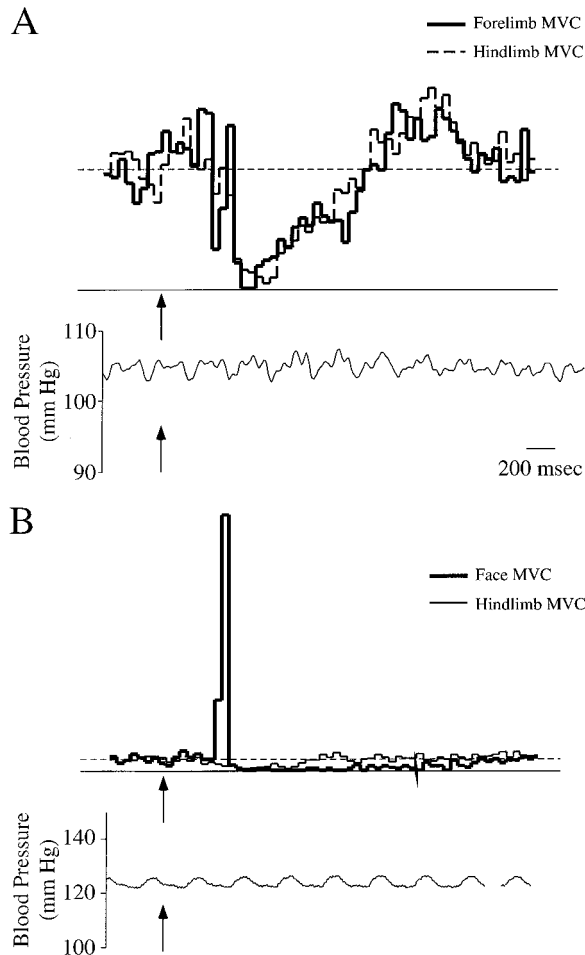 A
Forelimb MVC
Hindlimb MVC
110
100
90
Blood Pressure
(mm Hg)
200 msec
B
Face MVC
Hindlimb MVC
140
120
100
Blood Pressure
(mm Hg)